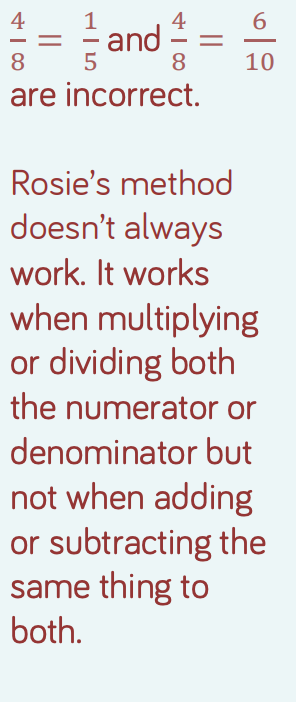 4/8 = 1/5 and 4/8 = 6/10
are incorrect.
Rosie's method
doesn't always
work. It works
when multiplying
or dividing both
the numerator or
denominator but
not when adding
or subtracting the
same thing to
both.